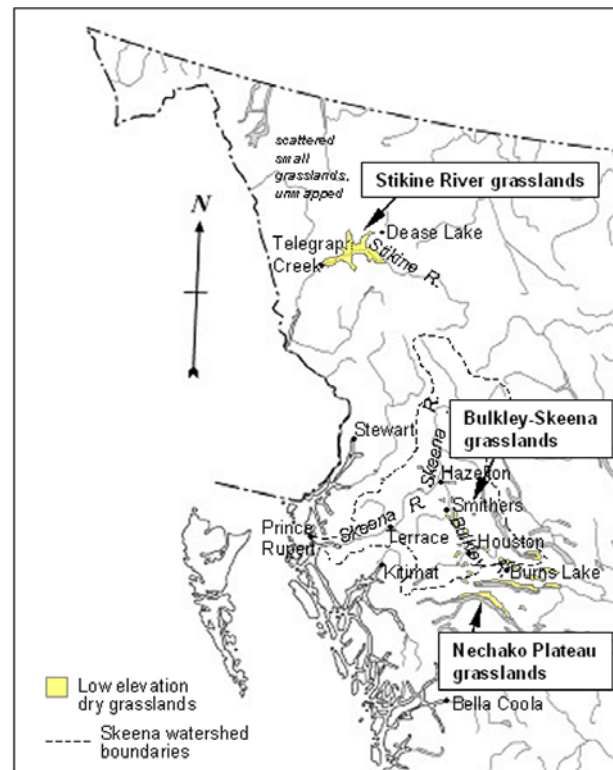 scattered
small
grasslands,
unmapped
Stikine River grasslands
Dease Lake
Telegraph
Creek
Stikine R.
N
Stewart
Skeena R.
Bulkley-Skeena
grasslands
Hazelton
Smithers
Skeena R.
Prince
Rupert
Terrace
Bulkley R.
Houston
Kitimat
Burns Lake
Nechako Plateau
grasslands
Low elevation
dry grasslands
Bella Coola
Skeena watershed
boundaries